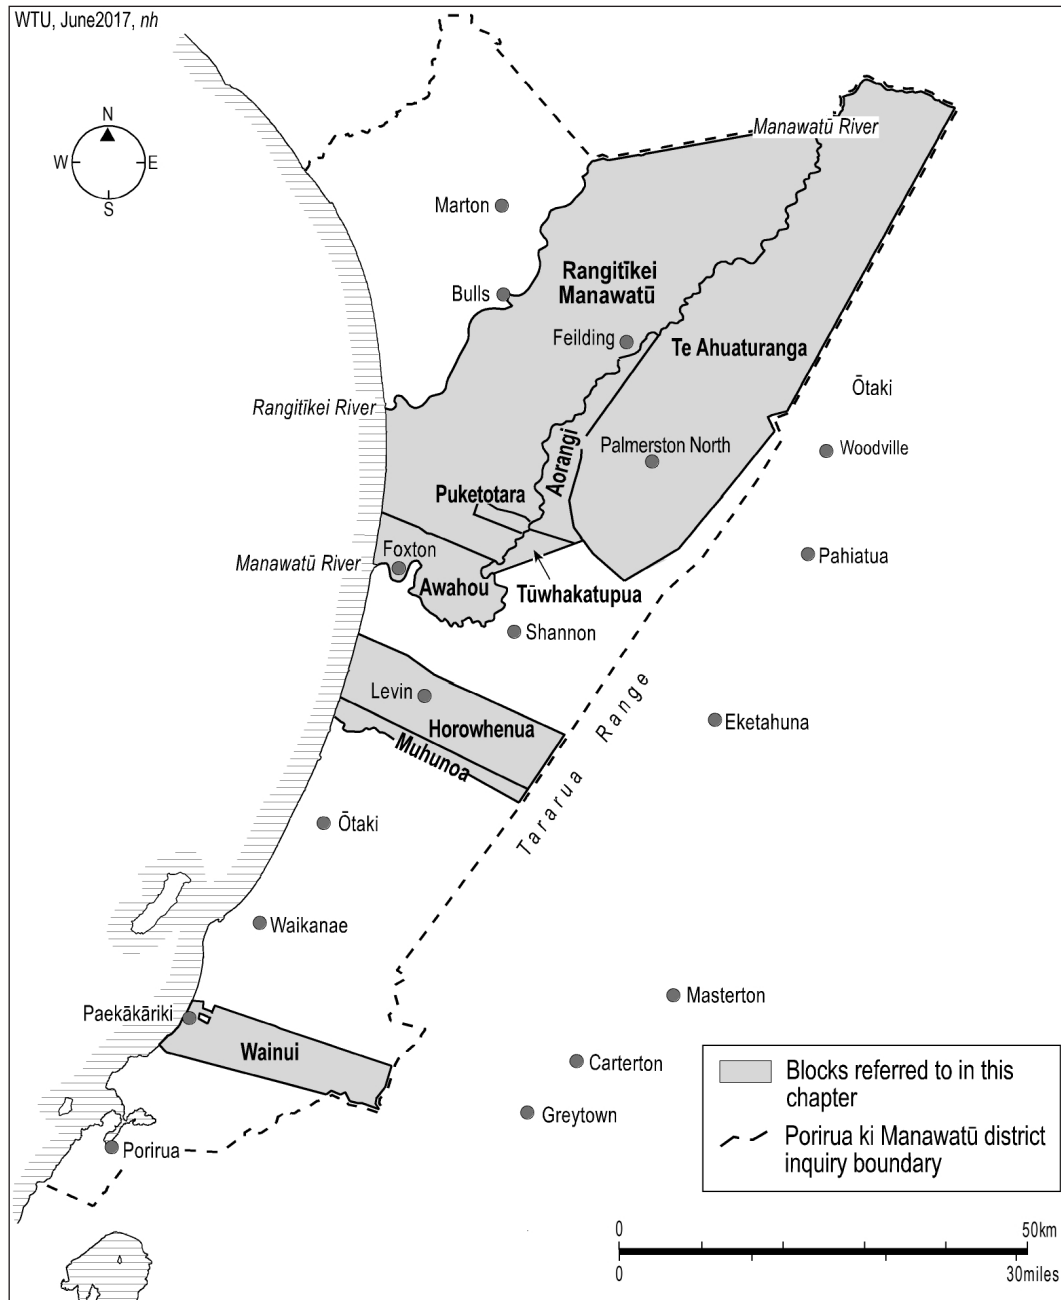 WTU, June2017, nh
N
W E
S
Manawatū River
Marton
Rangitīkei
Manawatū
Bulls
Feilding
Te Ahuaturanga
Ōtaki
Rangitīkei River
Aorangi
Palmerston North
Woodville
Puketotara
Foxton
Manawatū River
Pahiatua
Awahou
Tūwhakatupua
Shannon
Levin
Horowhenua
Muhunoa
Tararua Range
Eketahuna
Ōtaki
Waikanae
Masterton
Paekākāriki
Wainui
Carterton
Greytown
Porirua
Blocks referred to in this
chapter
Porirua ki Manawatū district
inquiry boundary
0 50km
0 30miles